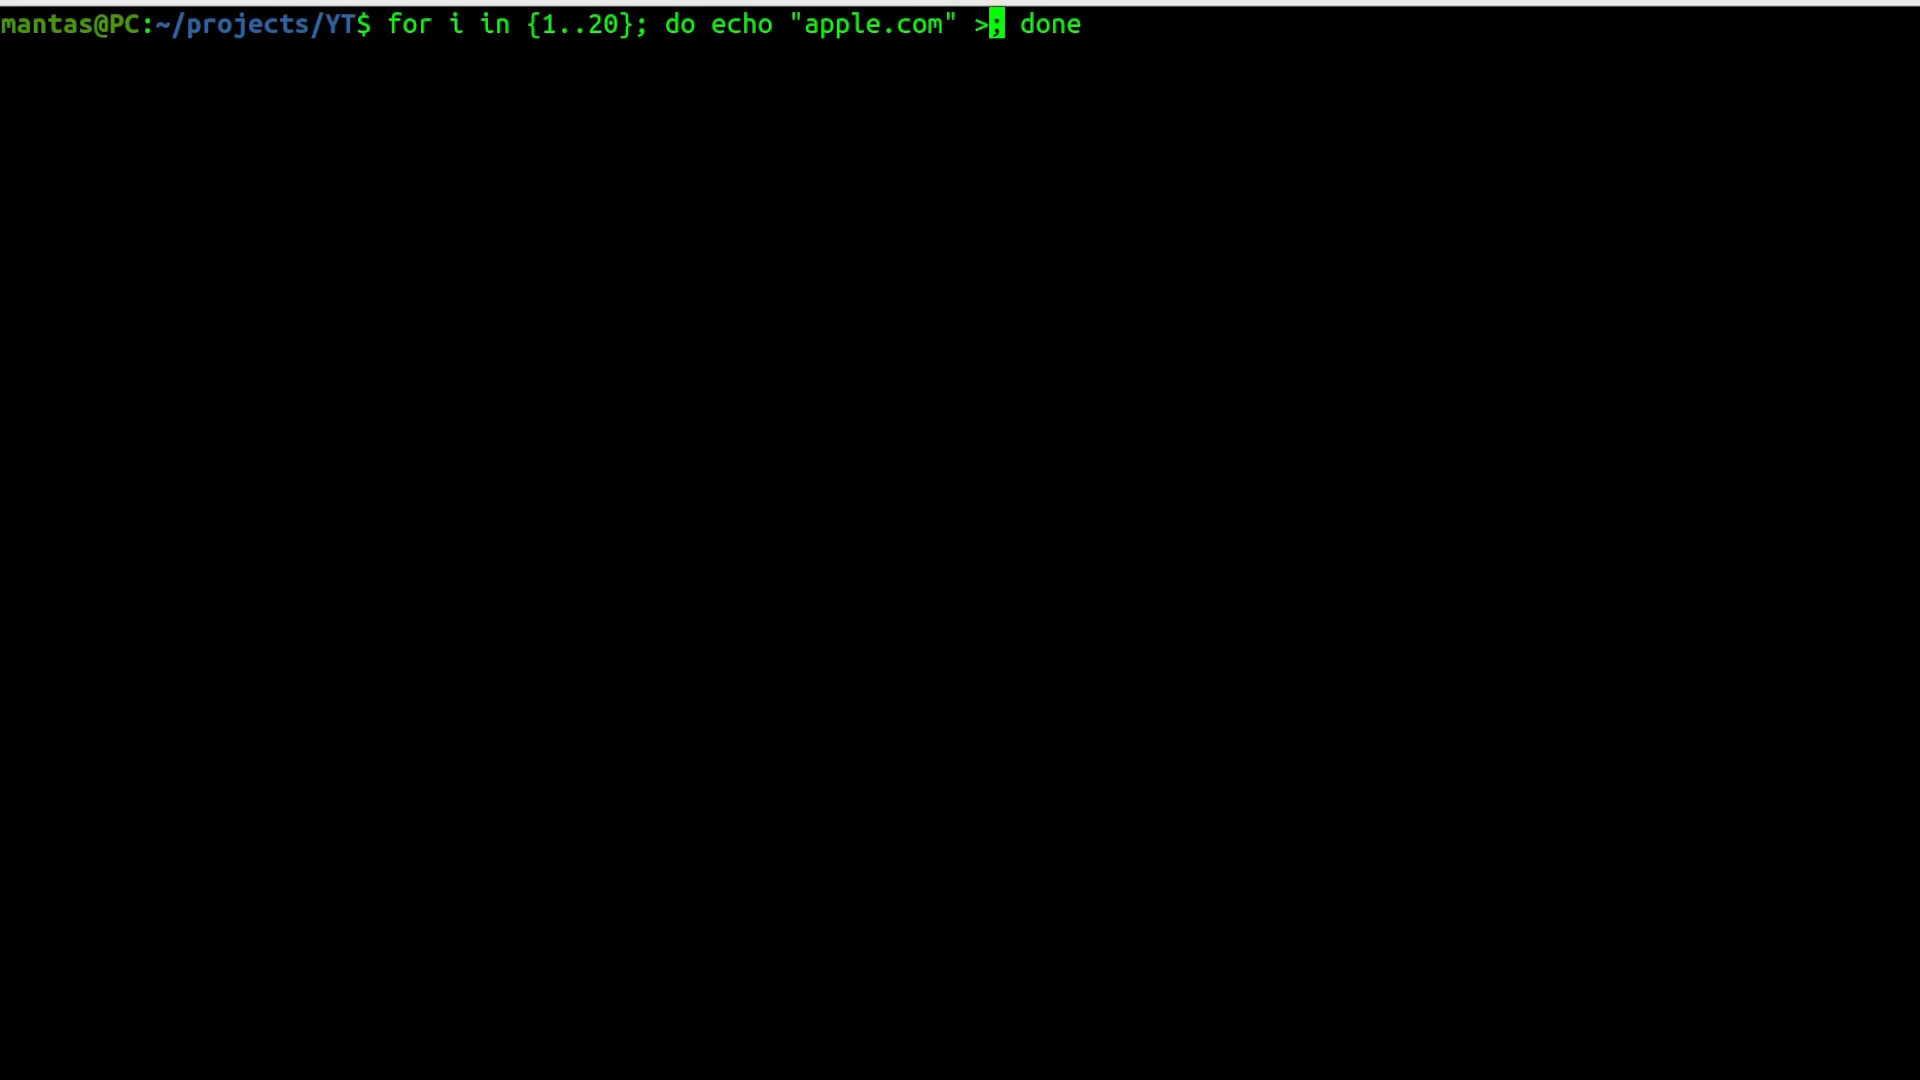 mantas@PC:~/projects/YT$ for i in {1..20}; do echo "apple.com" >; done